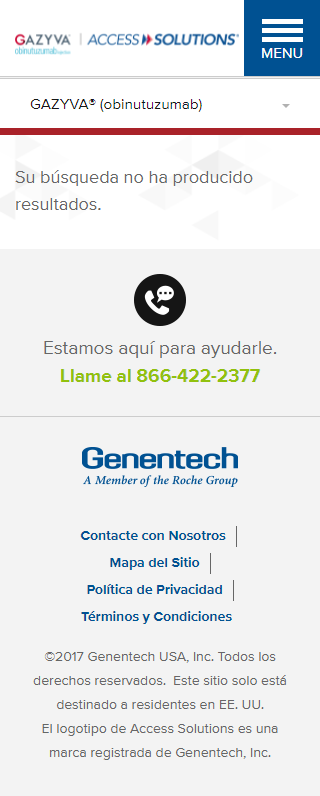 GAZYVA®
obinutuzumab
ACCESS SOLUTIONS®
MENU
GAZYVA® (obinutuzumab)
Su búsqueda no ha producido
resultados.
Estamos aquí para ayudarle.
Llame al 866-422-2377
Genentech
A Member of the Roche Group
Contacte con Nosotros
Mapa del Sitio
Política de Privacidad
Términos y Condiciones
©2017 Genentech USA, Inc. Todos los
derechos reservados. Este sitio solo está
destinado a residentes en EE. UU.
El logotipo de Access Solutions es una
marca registrada de Genentech, Inc.